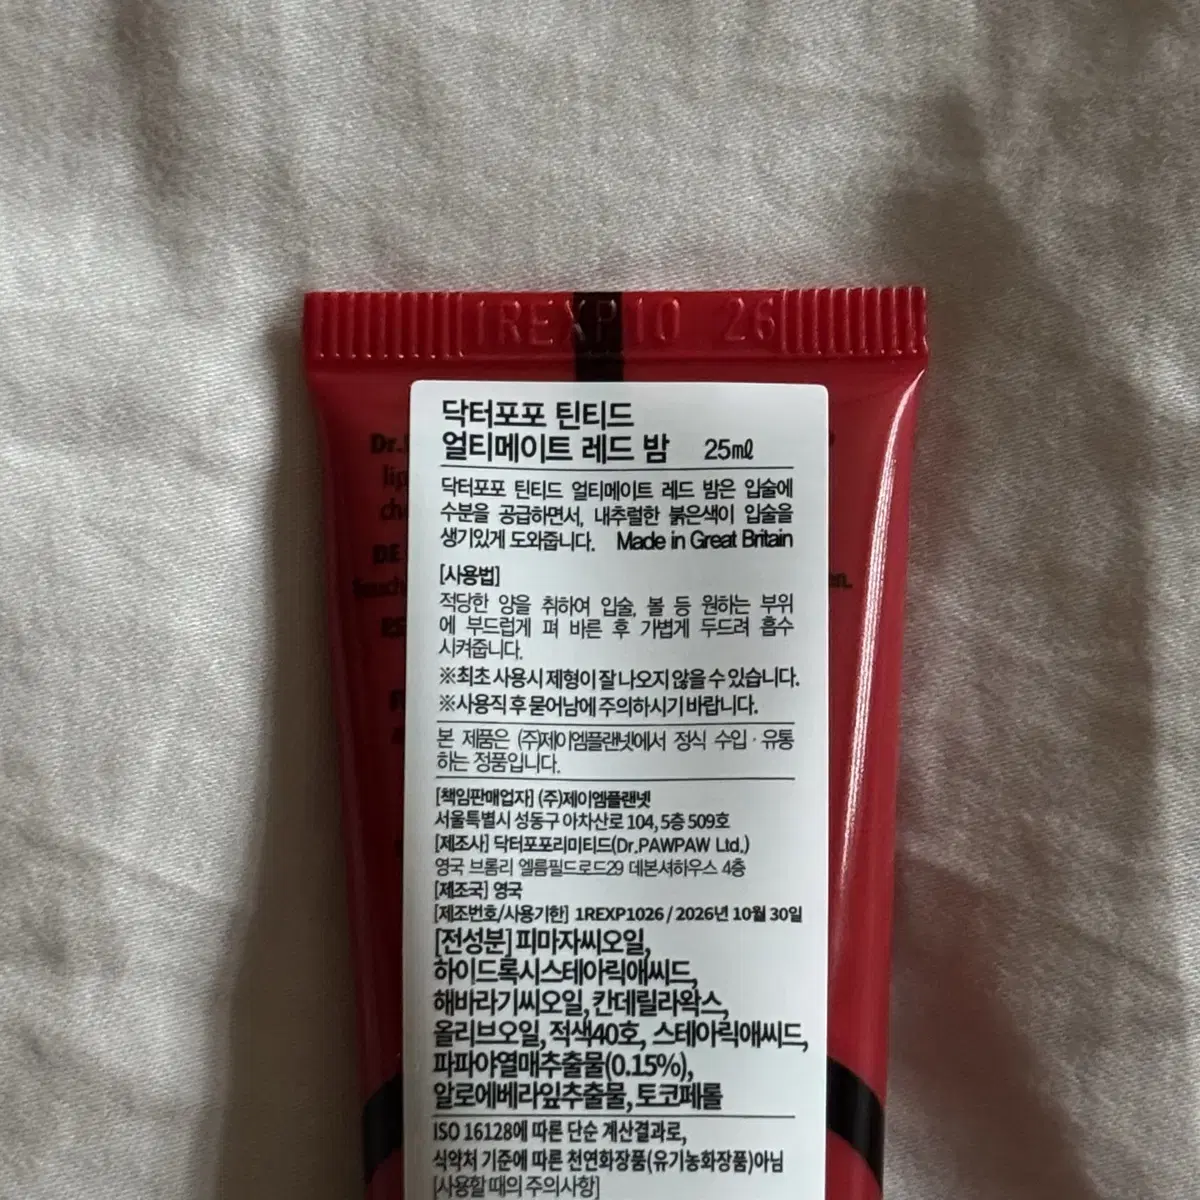 1REXP10 26
닥터포포 틴티드
얼티메이트 레드 밤 25㎖
닥터포포 틴티드 얼티메이트 레드 밤은 입술에
수분을 공급하면서, 내추럴한 붉은색이 입술을
생기있게 도와줍니다. Made in Great Britain
[사용법]
적당한 양을 취하여 입술, 볼 등 원하는 부위
에 부드럽게 펴 바른 후 가볍게 두드려 흡수
시켜줍니다.
※최초 사용시 제형이 잘 나오지 않을 수 있습니다.
※사용직 후 묻어남에 주의하시기 바랍니다.
본 제품은 (주)제이엠플랜넷에서 정식 수입 · 유통
하는 정품입니다.
[책임판매업자] (주)제이엠플랜넷
서울특별시 성동구 아차산로 104, 5층 509호
[제조사] 닥터포포리미티드(Dr.PAWPAW Ltd.)
영국 브롬리 엘름필드로드29 데본셔하우스 4층
[제조국] 영국
[제조번호/사용기한] 1REXP1026 / 2026년 10월 30일
[전성분] 피마자씨오일,
하이드록시스테아릭애씨드,
해바라기씨오일, 칸데릴라왁스,
올리브오일, 적색40호, 스테아릭애씨드,
파파야열매추출물(0.15%),
알로에베라잎추출물, 토코페롤
ISO 16128에 따른 단순 계산결과로,
식약처 기준에 따른 천연화장품(유기농화장품)아님
[사용할 때의 주의사항]